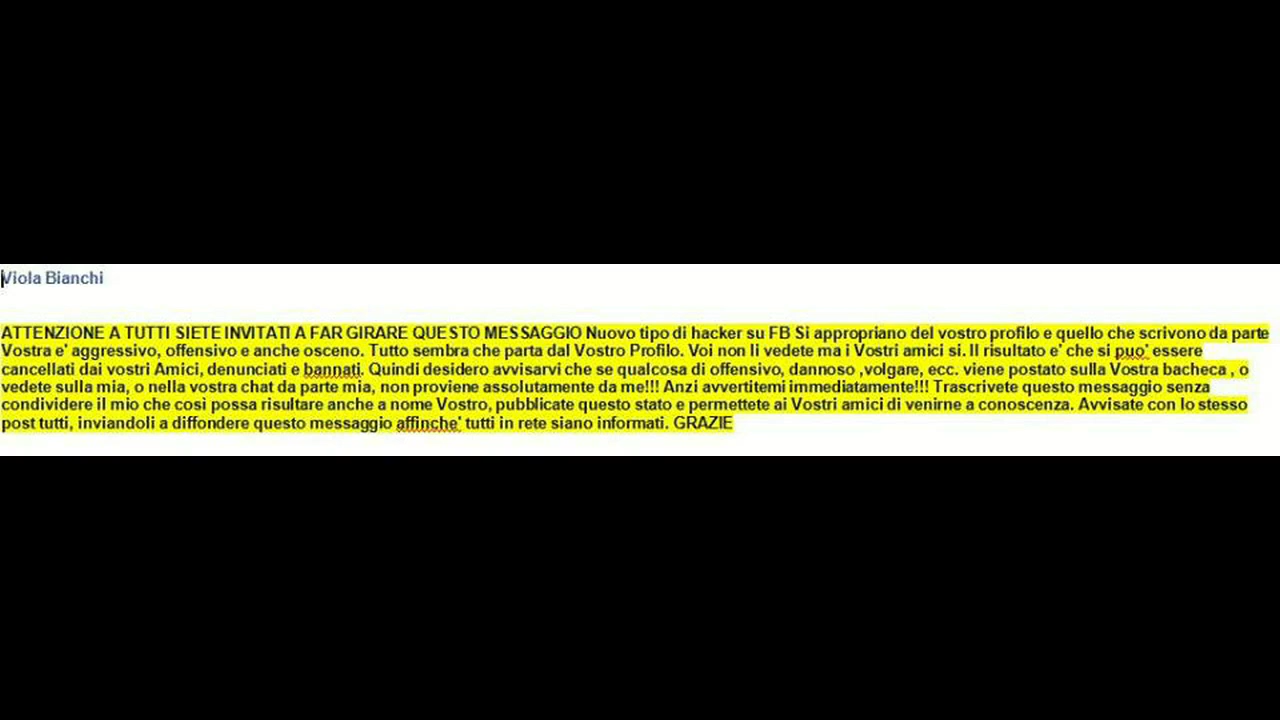 Viola Bianchi
ATTENZIONE A TUTTI SIETE INVITATI A FAR GIRARE QUESTO MESSAGGIO Nuovo tipo di hacker su FB Si appropriano del vostro profilo e quello che scrivono da parte
Vostra e' aggressivo, offensivo e anche osceno. Tutto sembra che parta dal Vostro Profilo. Voi non li vedete ma i Vostri amici si. Il risultato e' che si puo' essere
cancellati dai vostri Amici, denunciati e bannati. Quindi desidero avvisarvi che se qualcosa di offensivo, dannoso ,volgare, ecc. viene postato sulla Vostra bacheca , o
vedete sulla mia, o nella vostra chat da parte mia, non proviene assolutamente da me!!! Anzi avvertitemi immediatamente!!! Trascrivete questo messaggio senza
condividere il mio che così possa risultare anche a nome Vostro, pubblicate questo stato e permettete ai Vostri amici di venirne a conoscenza. Avvisate con lo stesso
post tutti, inviandoli a diffondere questo messaggio affinche' tutti in rete siano informati. GRAZIE